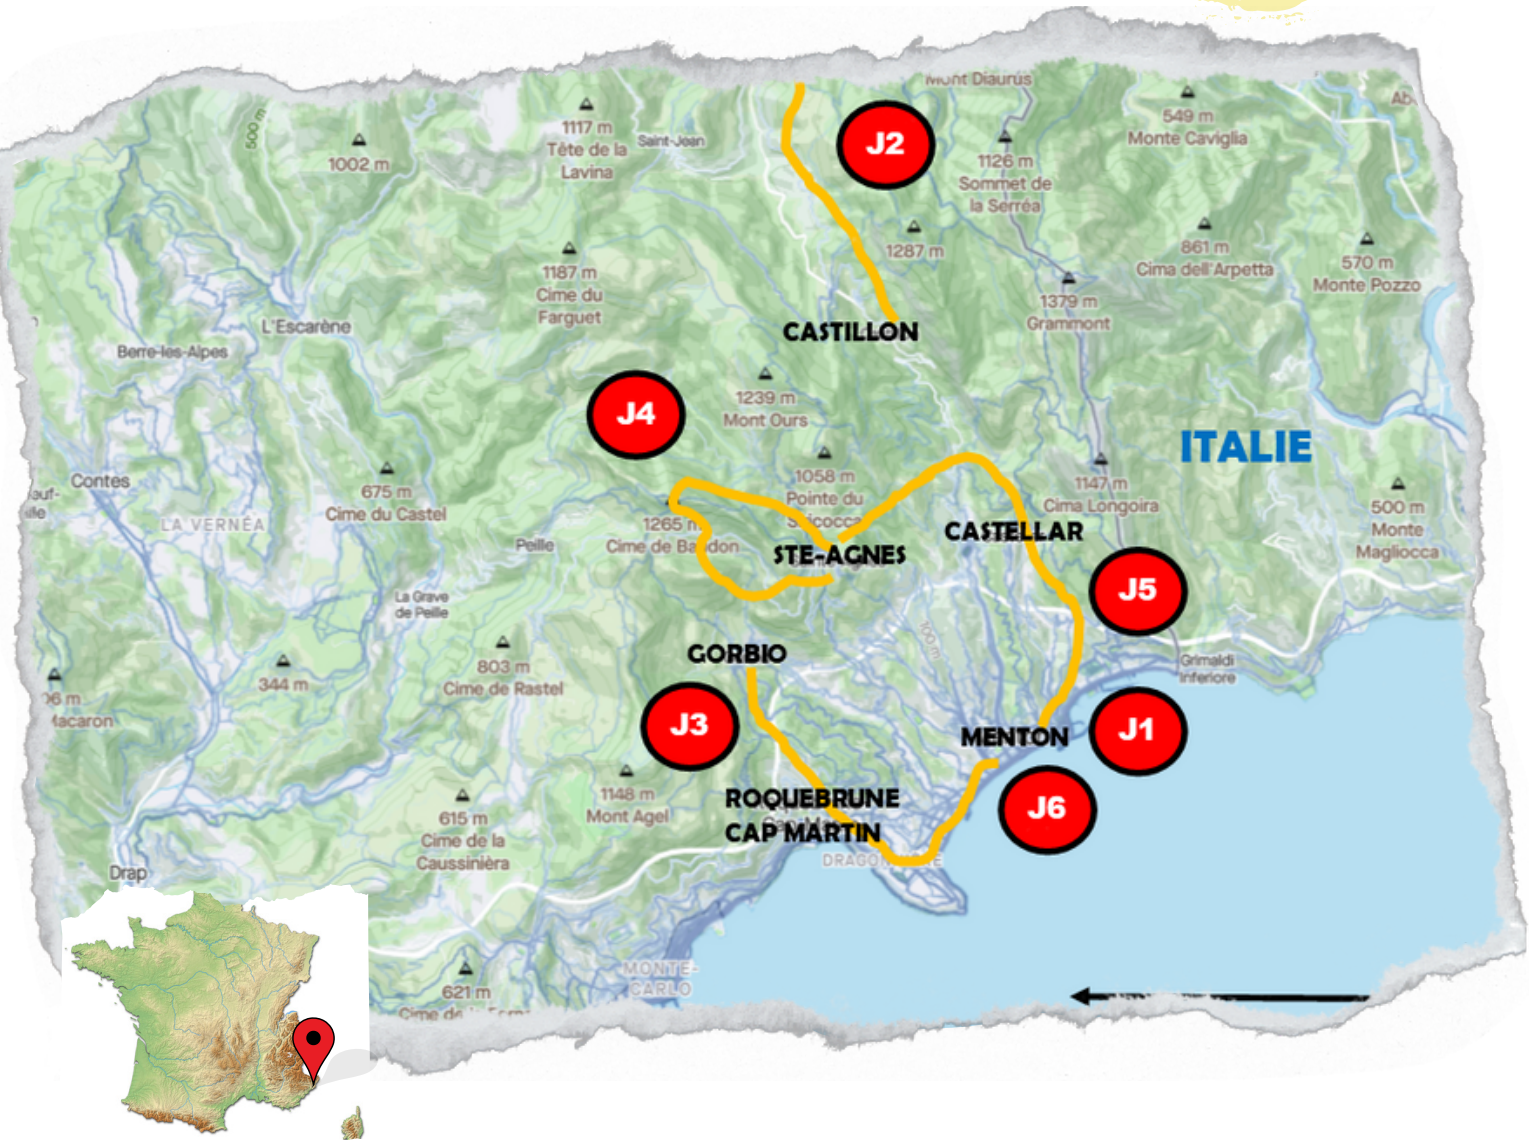 Mont Diaurus
J2
549 m
Monte Caviglia
500 m
1002 m
1117 m
Tête de la
Lavina
Saint-Jean
1126 m
Sommet de
la Serréa
1287 m
861 m
Cima dell'Arpetta
570 m
Monte Pozzo
1187 m
Cime du
Farguet
1379 m
Grammont
L'Escarène
Berre-les-Alpes
CASTILLON
J4
1239 m
Mont Ours
ITALIE
Contes
675 m
Cime du Castel
1058 m
Pointe du
1147 m
Cima Longoira
500 m
Monte
Magliocca
LA VERNÉA
Peille
1265 m
Cime de Baudon
STE-AGNES
CASTELLAR
J5
La Grave
de Peille
100 m
GORBIO
803 m
Cime de Rastel
344 m
Grimaldi
Inferiore
J3
MENTON
J1
J6
1148 m
Mont Agel
615 m
Cime de la
Caussinièra
ROQUEBRUNE
CAP MARTIN
Drap
MONTE-
CARLO
621 m